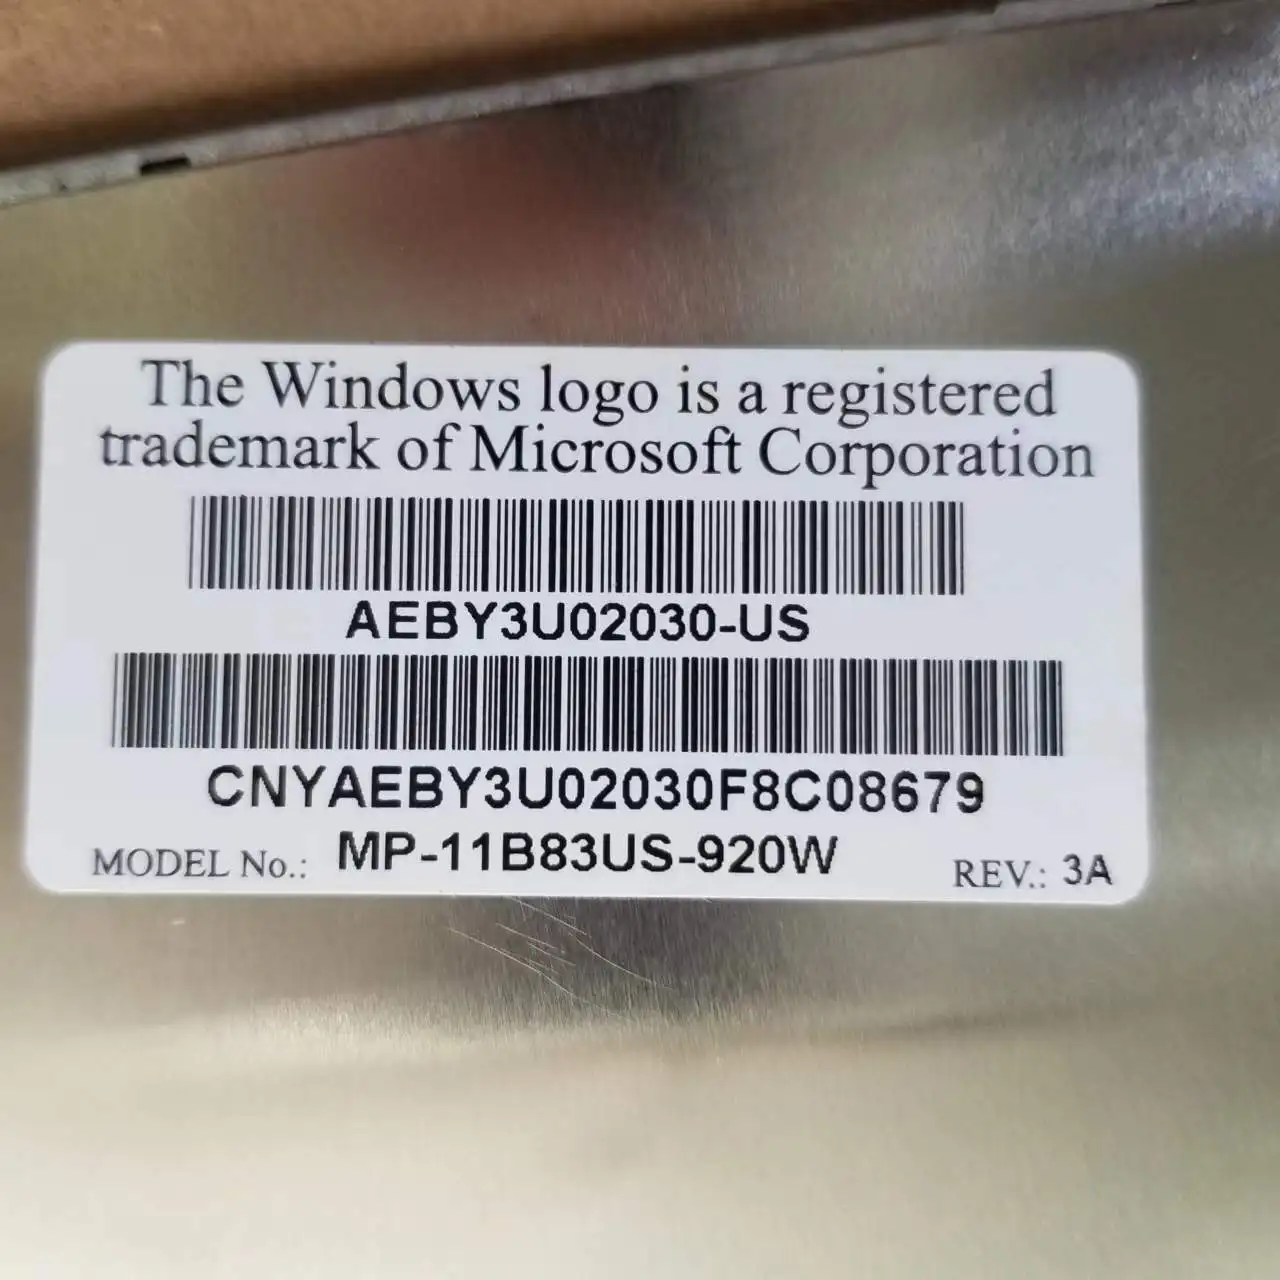 The Windows logo is a registered
trademark of Microsoft Corporation
AEBY3U02030-US
CNYAEBY3U02030F8C08679
MODEL No.: MP-11B83US-920W REV.: 3A